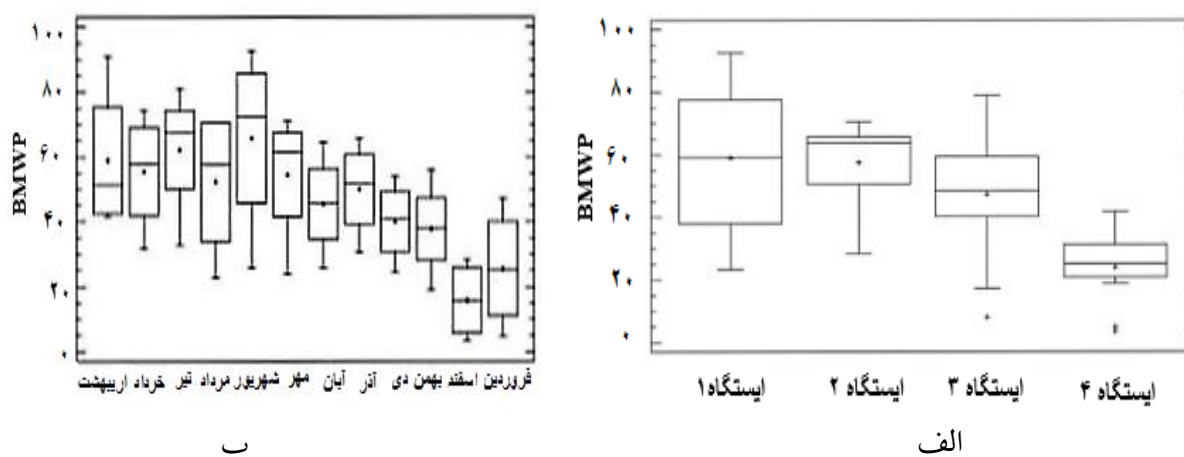 BMWP
۱۰۰
۸۰
۶۰
۴۰
۲۰
۰
ایستگاه۱ ایستگاه ۲ ایستگاه ۳ ایستگاه ۴
الف
BMWP
۱۰۰
۸۰
۶۰
۴۰
۲۰
۰
اریبهشت خرداد تیر مرداد شهریور مهر آبان آذر دی بهمن اسفند فروردین
ب